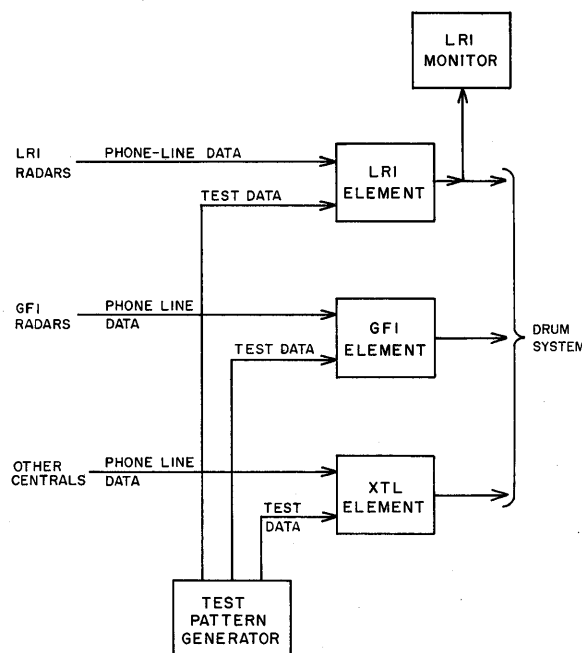 LRI
MONITOR
LRI
RADARS
PHONE-LINE DATA
LRI
ELEMENT
TEST DATA
GFI
RADARS
PHONE LINE
DATA
GFI
ELEMENT
TEST DATA
DRUM
SYSTEM
OTHER
CENTRALS
PHONE LINE
DATA
XTL
ELEMENT
TEST
DATA
TEST
PATTERN
GENERATOR